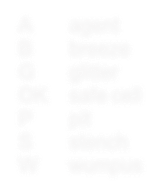 A agent
B breeze
G glitter
OK safe cell
P pit
S stench
W wumpus